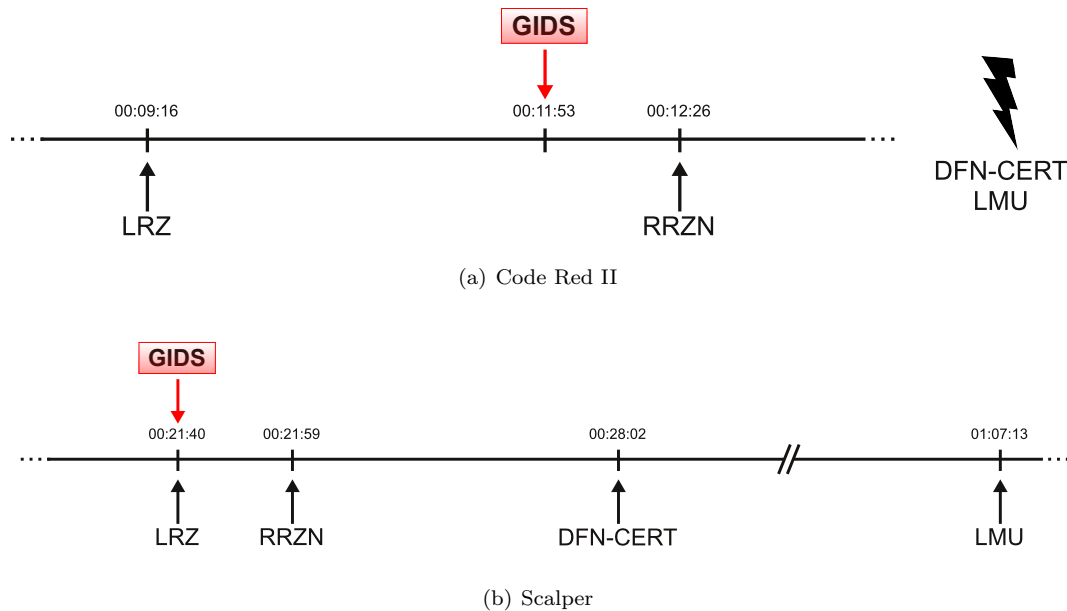 GIDS
00:09:16 00:11:53 00:12:26
LRZ RRZN
DFN-CERT
LMU
(a) Code Red II
GIDS
00:21:40 00:21:59 00:28:02 01:07:13
LRZ RRZN DFN-CERT LMU
(b) Scalper